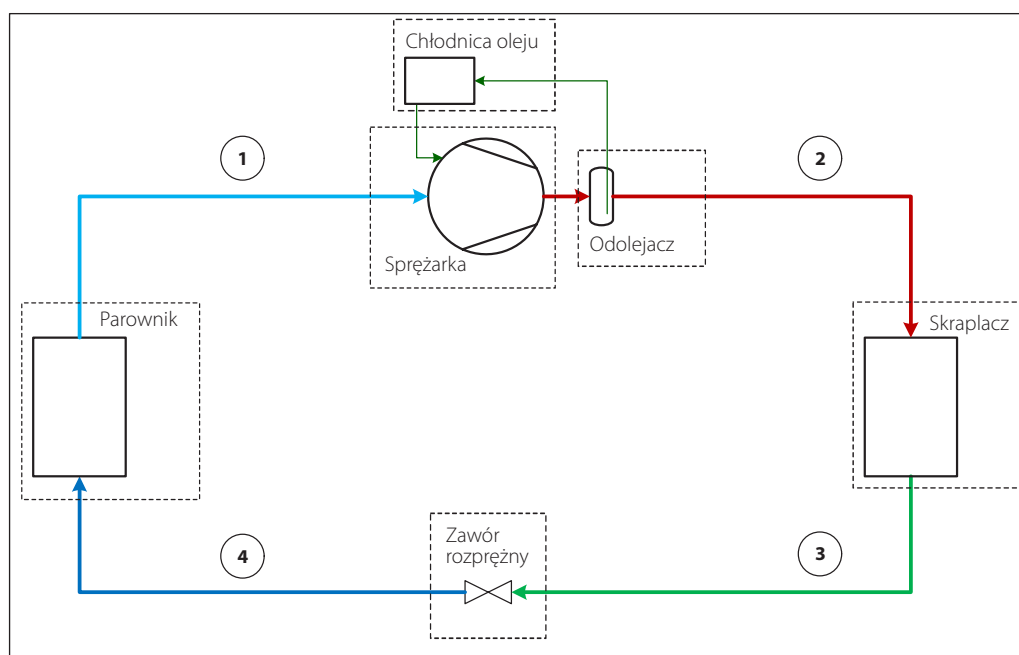 Chłodnica oleju
1
2
Sprężarka
Odolejacz
Parownik
Skraplacz
Zawór
rozprężny
4
3